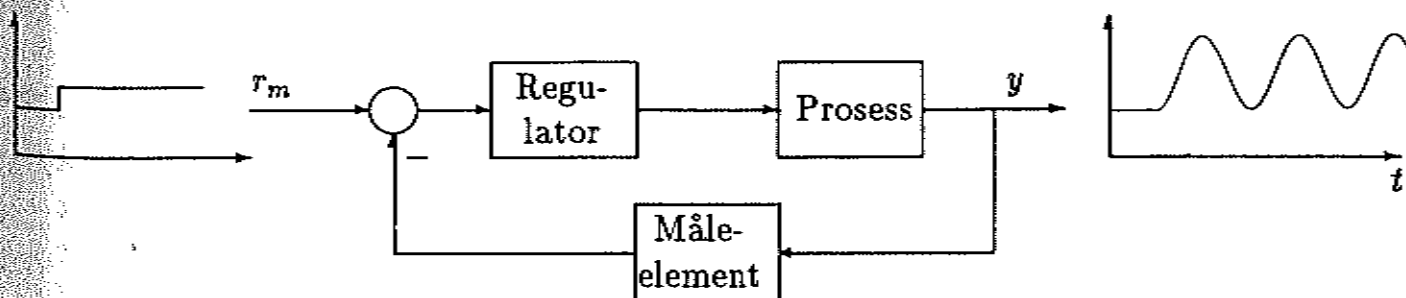 r_m
Regu-
lator
Prosess
y
t
−
Måle-
element